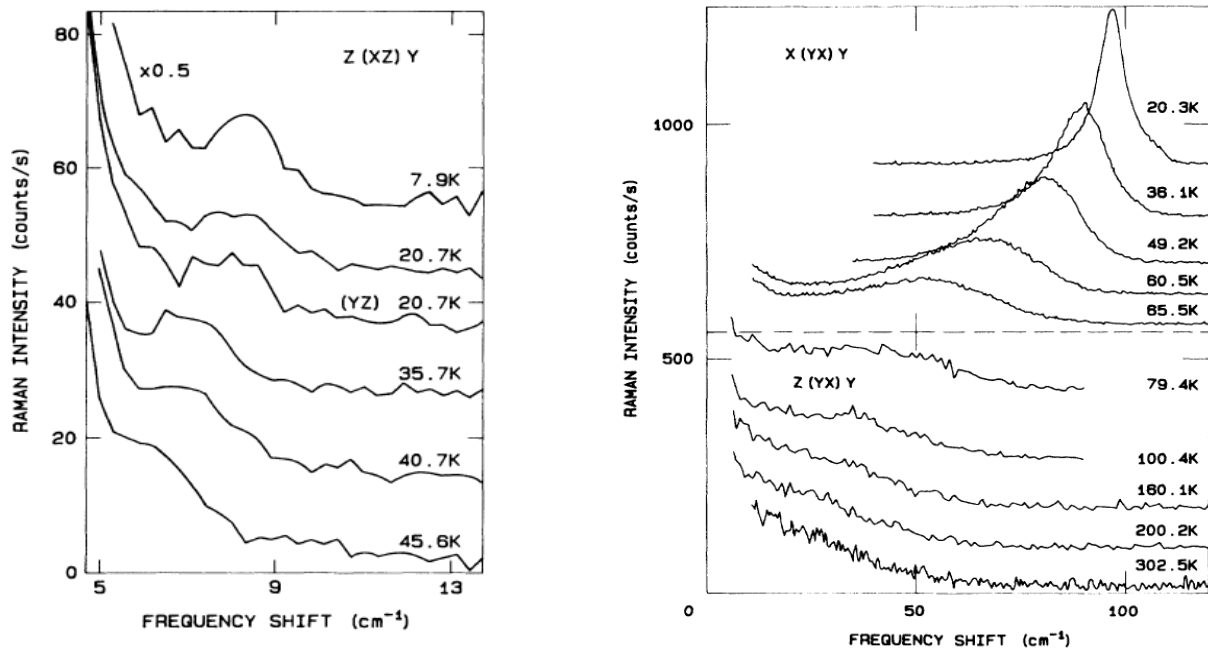 80
Z (XZ) Y
x0.5
60
7.9K
20.7K
40
(YZ)
20.7K
35.7K
20
40.7K
45.6K
0
5 9 13
FREQUENCY SHIFT (cm⁻¹)
RAMAN INTENSITY (counts/s)
X (YX) Y
20.3K
1000
36.1K
49.2K
60.5K
65.5K
500
79.4K
Z (YX) Y
100.4K
160.1K
200.2K
302.5K
0 50 100
FREQUENCY SHIFT (cm⁻¹)
RAMAN INTENSITY (counts/s)